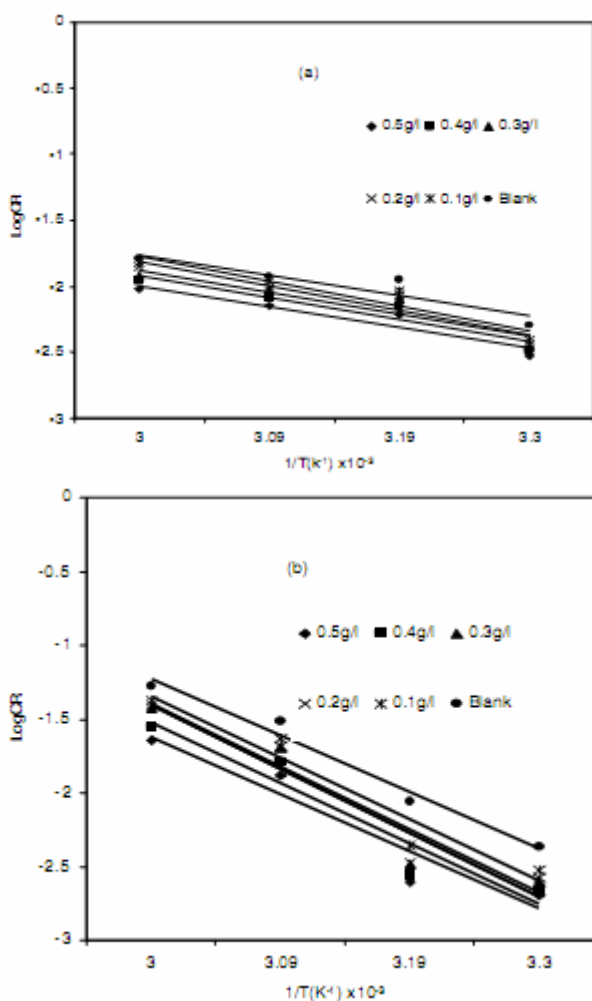 0
(a)
-0.5
0.5g/l 0.4g/l 0.3g/l
-1
0.2g/l 0.1g/l Blank
-1.5
LogCR
-2
-2.5
-3
3 3.09 3.19 3.3
1/T(k⁻¹) x10⁻³
0
(b)
-0.5
0.5g/l 0.4g/l 0.3g/l
-1
0.2g/l 0.1g/l Blank
-1.5
LogCR
-2
-2.5
-3
3 3.09 3.19 3.3
1/T(K⁻¹) x10⁻³